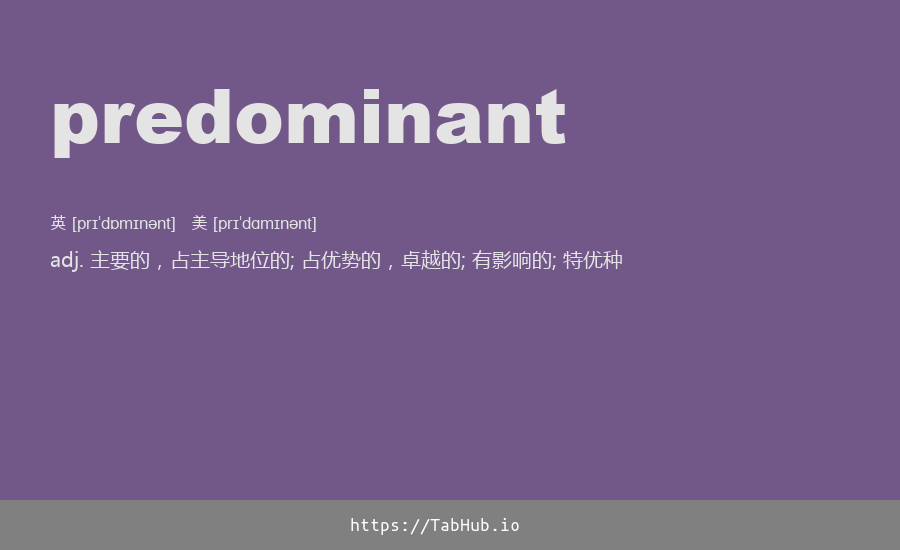 predominant
英 [prɪˈdɒmɪnənt] 美 [prɪˈdɑmɪnənt]
adj. 主要的，占主导地位的; 占优势的，卓越的; 有影响的; 特优种
https://TabHub.io